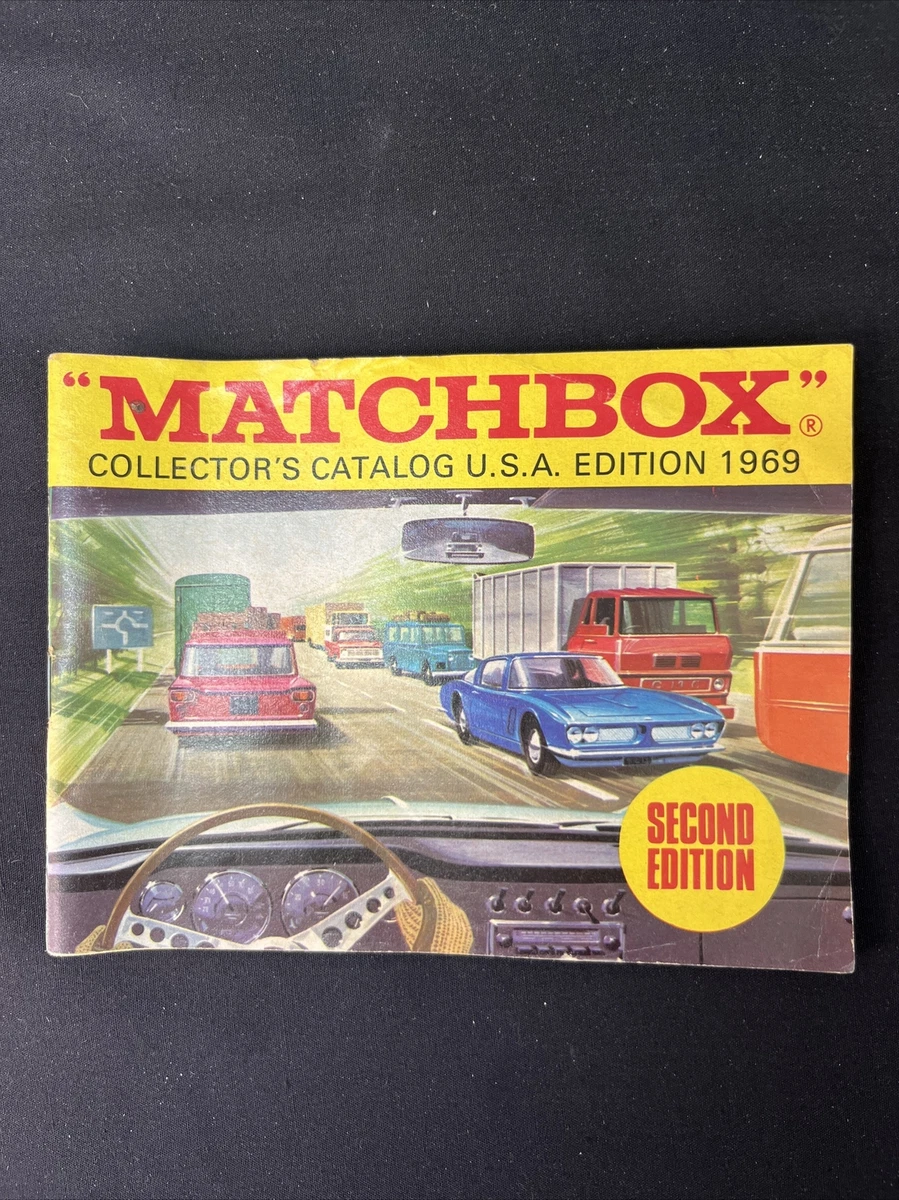 "MATCHBOX"®
COLLECTOR'S CATALOG U.S.A. EDITION 1969
SECOND
EDITION